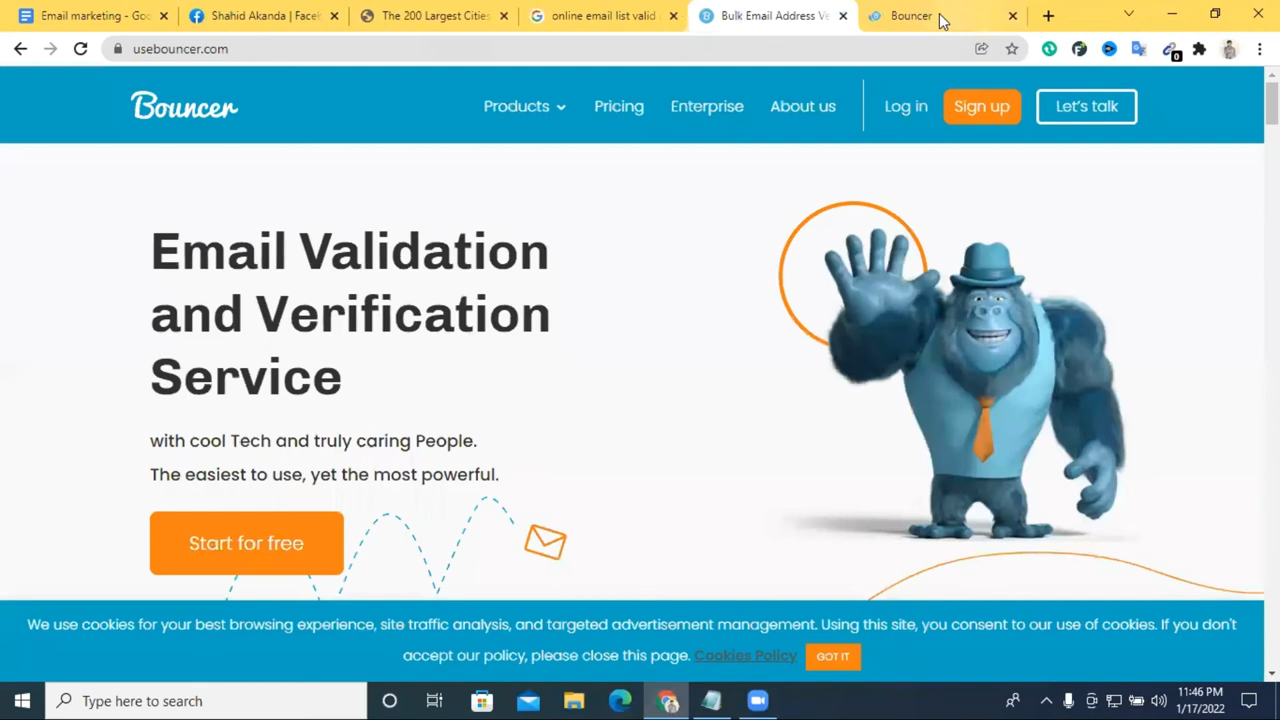 Email marketing - Goo
Shahid Akanda | Faceb
The 200 Largest Cities
online email list valid
Bulk Email Address Ve
Bouncer
usebouncer.com
0
Bouncer
Products
Pricing
Enterprise
About us
Log in
Sign up
Let's talk
Email Validation
and Verification
Service
with cool Tech and truly caring People.
The easiest to use, yet the most powerful.
Start for free
We use cookies for your best browsing experience, site traffic analysis, and targeted advertisement management. Using this site, you consent to our use of cookies. If you don't
accept our policy, please close this page. Cookies Policy
GOT IT
Type here to search
11:46 PM
1/17/2022